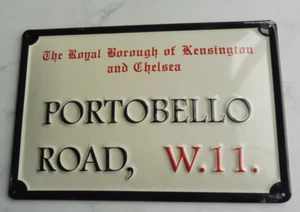 The Royal Borough of Kensington
and Chelsea
PORTOBELLO
ROAD, W.11.